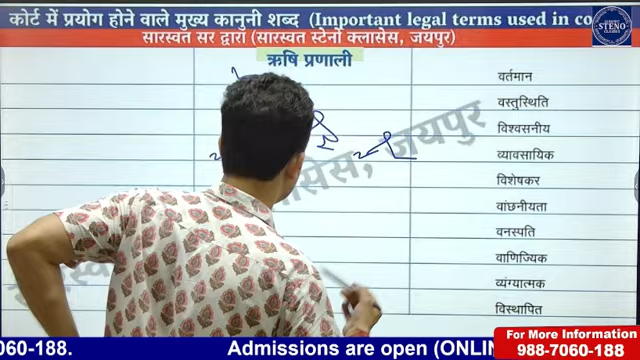 कोर्ट में प्रयोग होने वाले मुख्य कानुनी शब्द (Important legal terms used in co
सारस्वत सर द्वारा (सारस्वत स्टेनो क्लासेस, जयपुर)
STENO
ऋषि प्रणाली
वर्तमान
वस्तुस्थिति
विश्वसनीय
व्यावसायिक
विशेषकर
वांछनीयता
वनस्पति
वाणिज्यिक
व्यंग्यात्मक
विस्थापित
क्लासेस, जयपुर
060-188.
Admissions are open (ONLIN
For More Information
988-7060-188